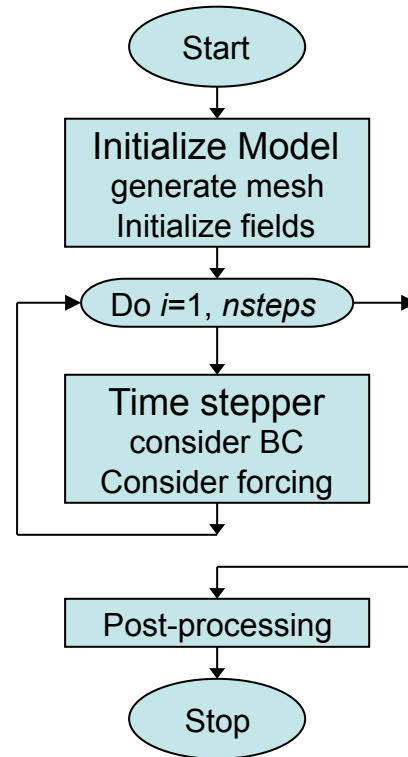 Start
Initialize Model
generate mesh
Initialize fields
Do i=1, nsteps
Time stepper
consider BC
Consider forcing
Post-processing
Stop